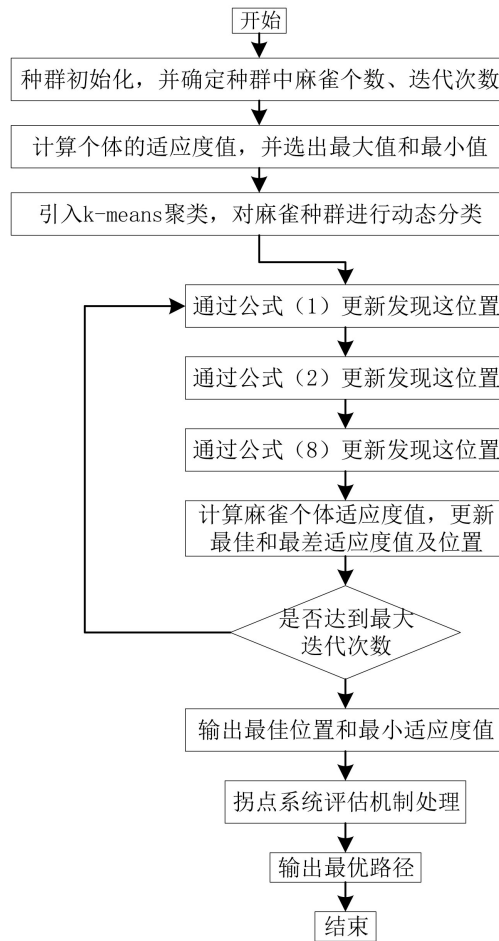 开始
种群初始化，并确定种群中麻雀个数、迭代次数
计算个体的适应度值，并选出最大值和最小值
引入k-means聚类，对麻雀种群进行动态分类
通过公式（1）更新发现这位置
通过公式（2）更新发现这位置
通过公式（8）更新发现这位置
计算麻雀个体适应度值，更新
最佳和最差适应度值及位置
是否达到最大
迭代次数
输出最佳位置和最小适应度值
拐点系统评估机制处理
输出最优路径
结束